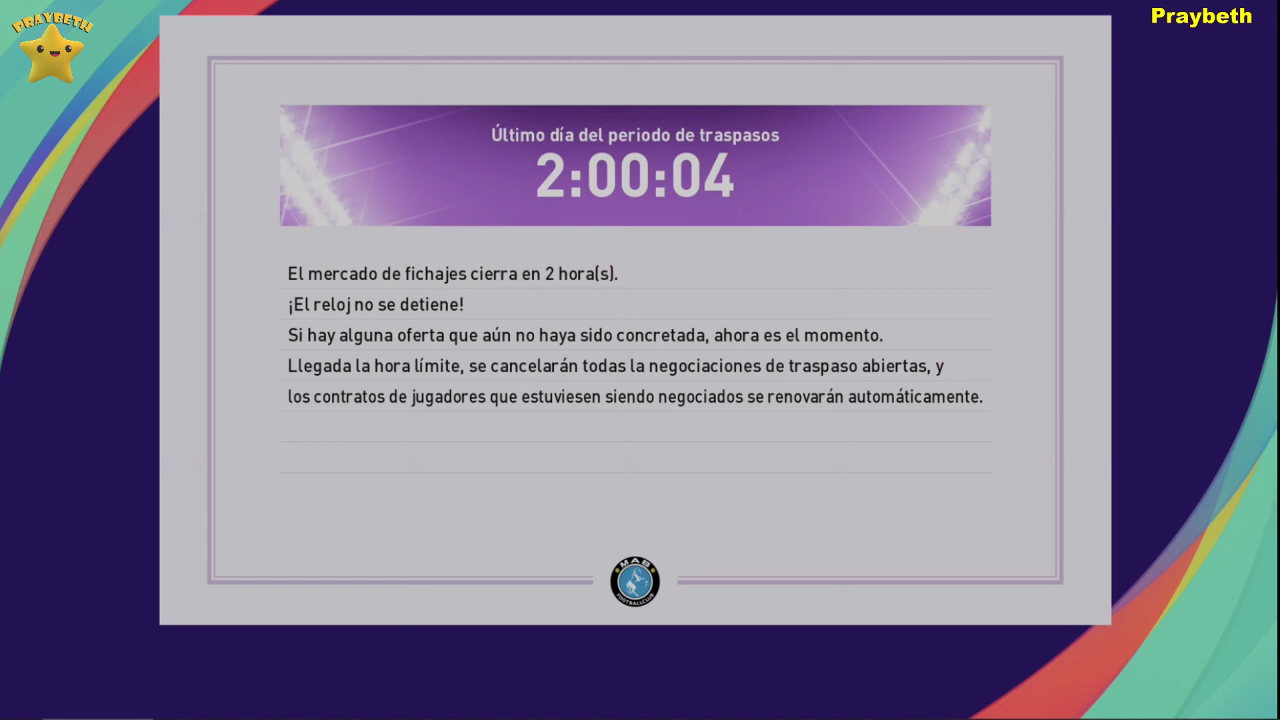 PRAYBETH
Praybeth
Último día del periodo de traspasos
2:00:04
El mercado de fichajes cierra en 2 hora(s).
¡El reloj no se detiene!
Si hay alguna oferta que aún no haya sido concretada, ahora es el momento.
Llegada la hora límite, se cancelarán todas la negociaciones de traspaso abiertas, y
los contratos de jugadores que estuviesen siendo negociados se renovarán automáticamente.
MAB
FOOTBALLCLUB